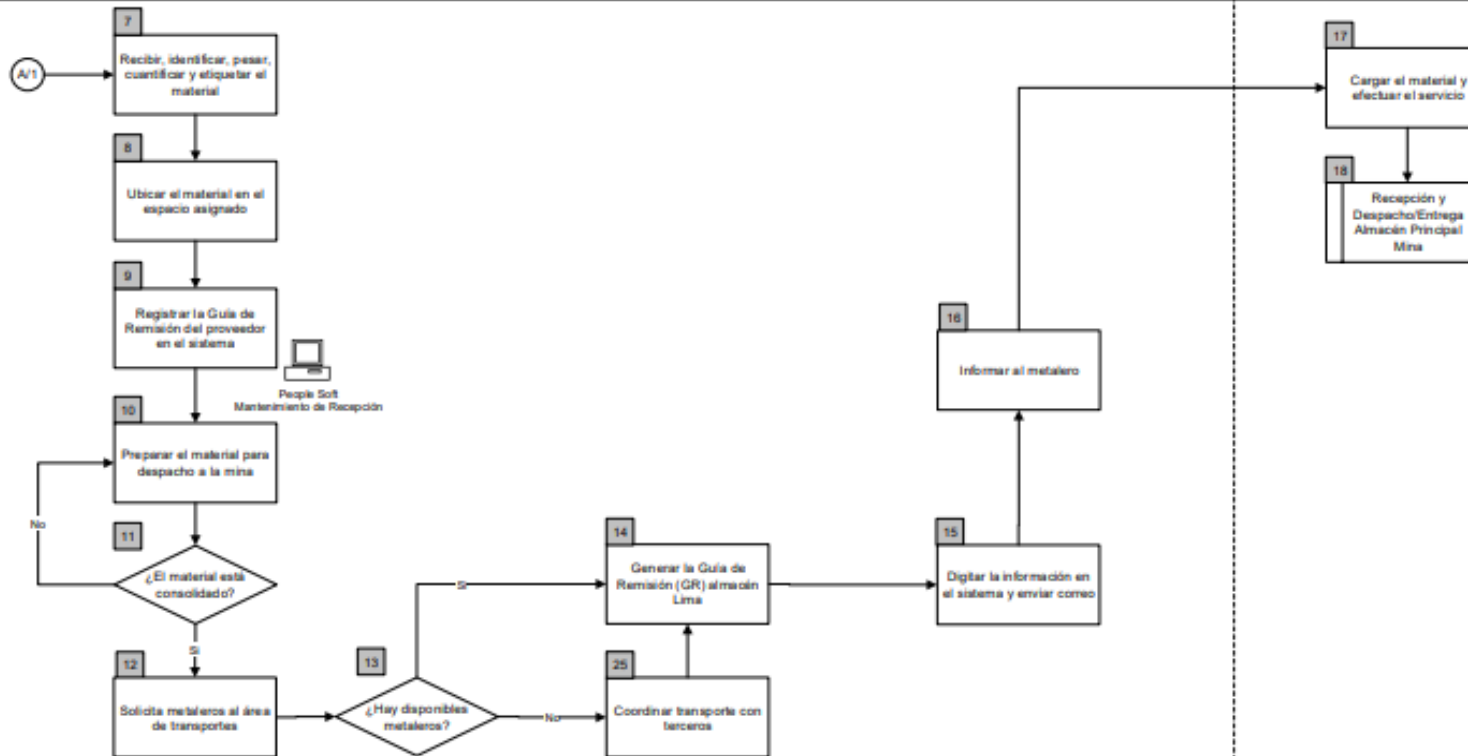 A/1
7
Recibir, identificar, pesar,
cuantificar y etiquetar el
material
8
Ubicar el material en el
espacio asignado
9
Registrar la Guía de
Remisión del proveedor
en el sistema
People Soft
Mantenimiento de Recepción
10
Preparar el material para
despacho a la mina
No
11
¿El material está
consolidado?
Si
12
Solicita metaleros al área
de transportes
13
¿Hay disponibles
metaleros?
Si
No
14
Generar la Guía de
Remisión (GR) almacén
Lima
25
Coordinar transporte con
terceros
15
Digitar la información en
el sistema y enviar correo
16
Informar al metalero
17
Cargar el material y
efectuar el servicio
18
Recepción y
Despacho/Entrega
Almacén Principal
Mina